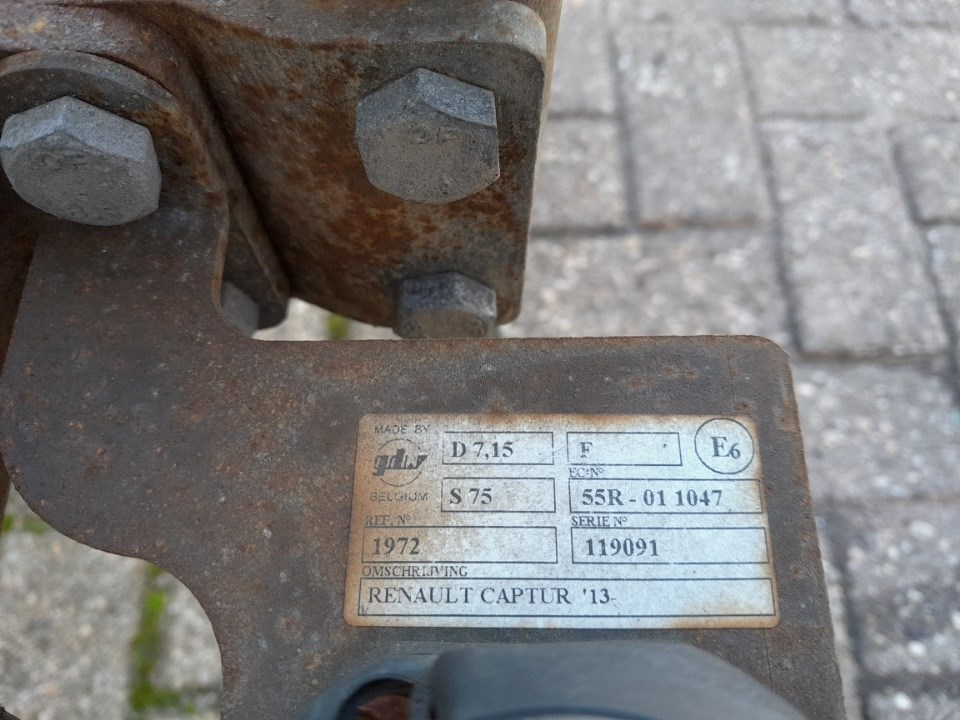 MADE BY
gdw
BELGIUM
D 7,15
F
E6
EC:Nº
S 75
55R - 01 1047
REF. Nº
SERIE Nº
1972
119091
OMSCHRIJVING
RENAULT CAPTUR '13-